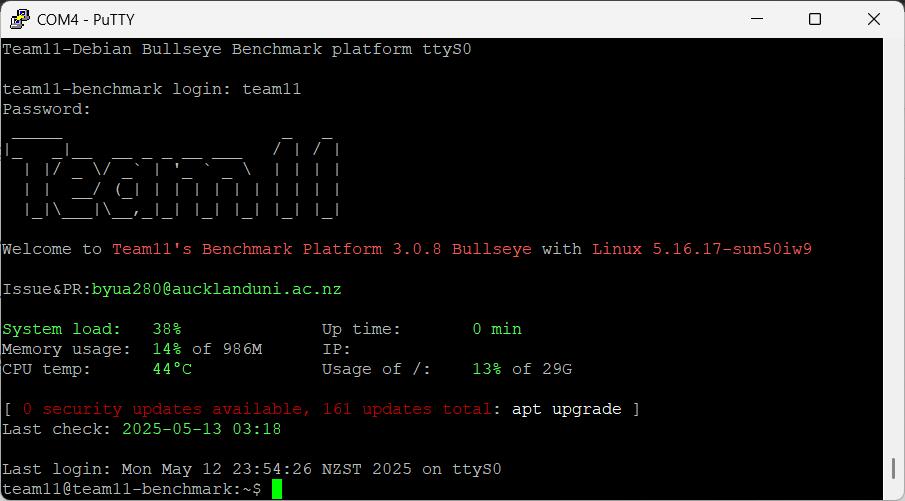 COM4 - PuTTY
Team11-Debian Bullseye Benchmark platform ttyS0
team11-benchmark login: team11
Password:
Team11
Welcome to Team11's Benchmark Platform 3.0.8 Bullseye with Linux 5.16.17-sun50iw9
Issue&PR:byua280@aucklanduni.ac.nz
System load: 38% Up time: 0 min
Memory usage: 14% of 986M IP:
CPU temp: 44°C Usage of /: 13% of 29G
[ 0 security updates available, 161 updates total: apt upgrade ]
Last check: 2025-05-13 03:18
Last login: Mon May 12 23:54:26 NZST 2025 on ttyS0
team11@team11-benchmark:~$